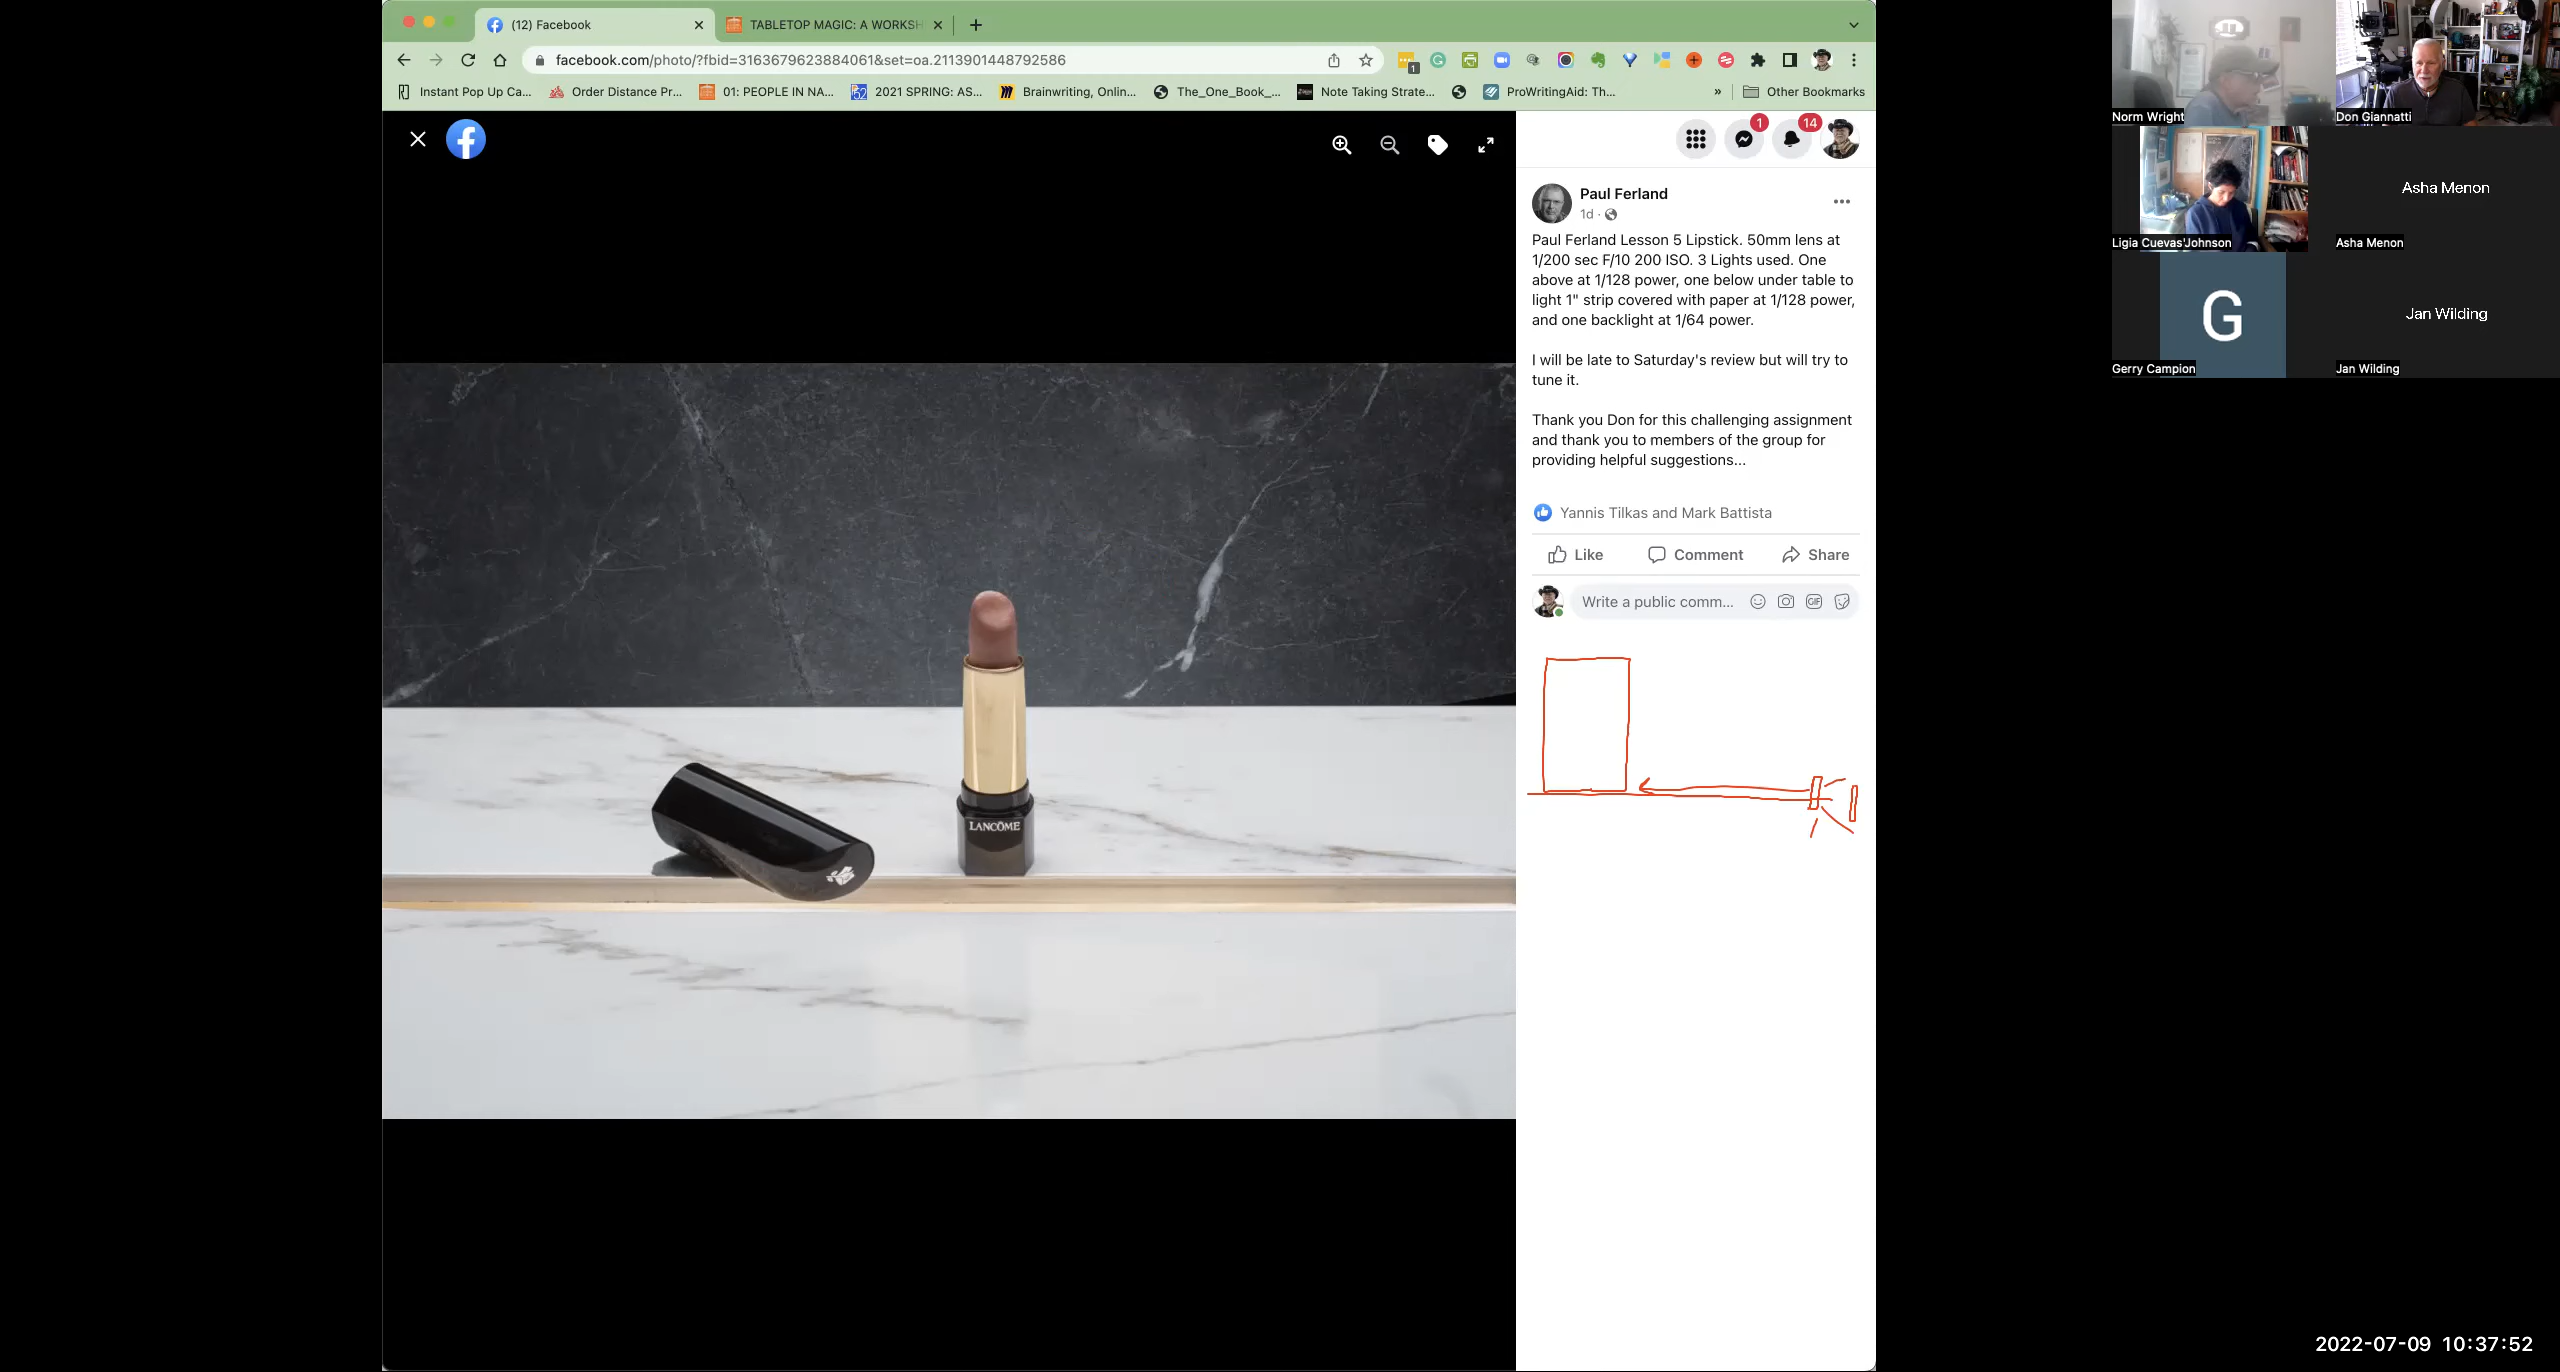 (12) Facebook
TABLETOP MAGIC: A WORKSH
facebook.com/photo/?fbid=3163679623884061&set=oa.2113901448792586
1
Instant Pop Up Ca...
Order Distance Pr...
01: PEOPLE IN NA...
2021 SPRING: AS...
Brainwriting, Onlin...
The_One_Book_...
Note Taking Strate...
ProWritingAid: Th...
»
Other Bookmarks
1
14
Paul Ferland
1d ·
Paul Ferland Lesson 5 Lipstick. 50mm lens at
1/200 sec F/10 200 ISO. 3 Lights used. One
above at 1/128 power, one below under table to
light 1" strip covered with paper at 1/128 power,
and one backlight at 1/64 power.
I will be late to Saturday's review but will try to
tune it.
Thank you Don for this challenging assignment
and thank you to members of the group for
providing helpful suggestions...
Yannis Tilkas and Mark Battista
Like
Comment
Share
Write a public comm...
GIF
LANCÔME
Norm Wright
Don Giannatti
Ligia Cuevas'Johnson
Asha Menon
Asha Menon
G
Gerry Campion
Jan Wilding
Jan Wilding
2022-07-09 10:37:52